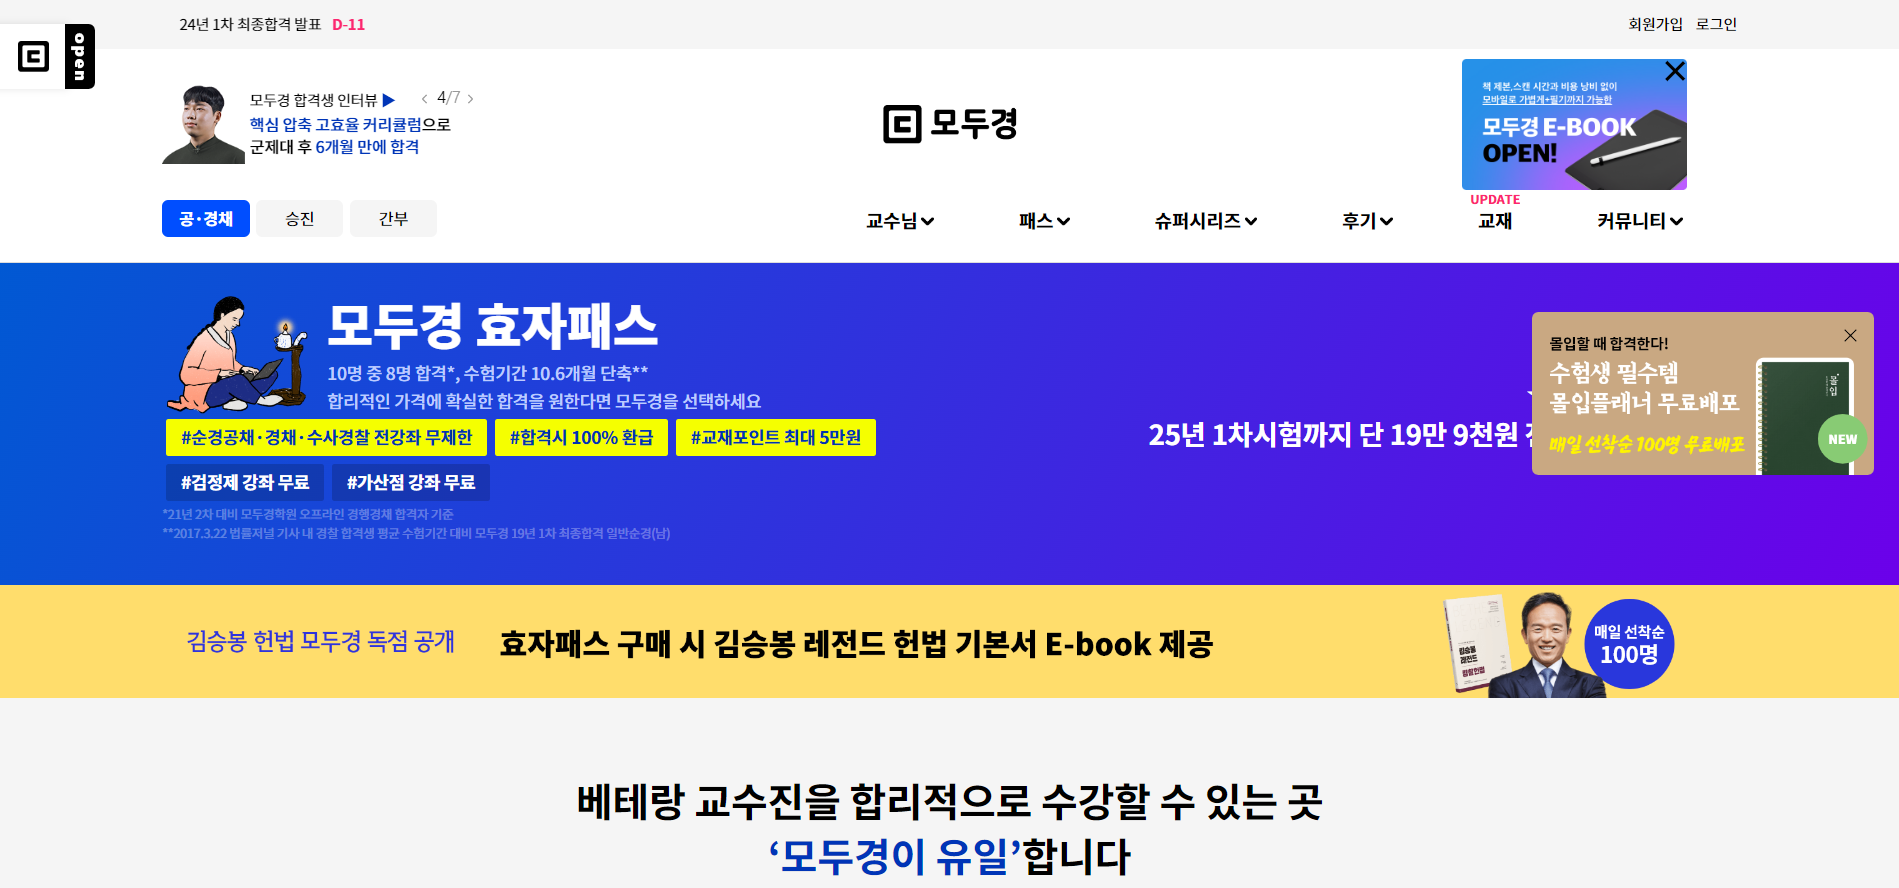 24년 1차 최종합격 발표 D-11
회원가입 로그인
open
모두경 합격생 인터뷰 ▶ < 4/7 >
핵심 압축 고효율 커리큘럼으로
군제대 후 6개월 만에 합격
모두경
책 제본,스캔 시간과 비용 낭비 없이
모바일로 가볍게+필기까지 가능한
모두경 E-BOOK
OPEN!
공·경채 승진 간부
UPDATE
교수님 패스 슈퍼시리즈 후기 교재 커뮤니티
모두경 효자패스
10명 중 8명 합격*, 수험기간 10.6개월 단축**
합리적인 가격에 확실한 합격을 원한다면 모두경을 선택하세요
#순경공채·경채·수사경찰 전강좌 무제한 #합격시 100% 환급 #교재포인트 최대 5만원
#검정제 강좌 무료 #가산점 강좌 무료
*21년 2차 대비 모두경학원 오프라인 경행경채 합격자 기준
**2017.3.22 법률저널 기사 내 경찰 합격생 평균 수험기간 대비 모두경 19년 1차 최종합격 일반순경(남)
25년 1차시험까지 단 19만 9천원
몰입할 때 합격한다!
수험생 필수템
몰입플래너 무료배포
매일 선착순 100명 무료배포
몰입
NEW
김승봉 헌법 모두경 독점 공개
효자패스 구매 시 김승봉 레전드 헌법 기본서 E-book 제공
김승봉
레전드
경찰헌법
매일 선착순
100명
베테랑 교수진을 합리적으로 수강할 수 있는 곳
‘모두경이 유일’합니다